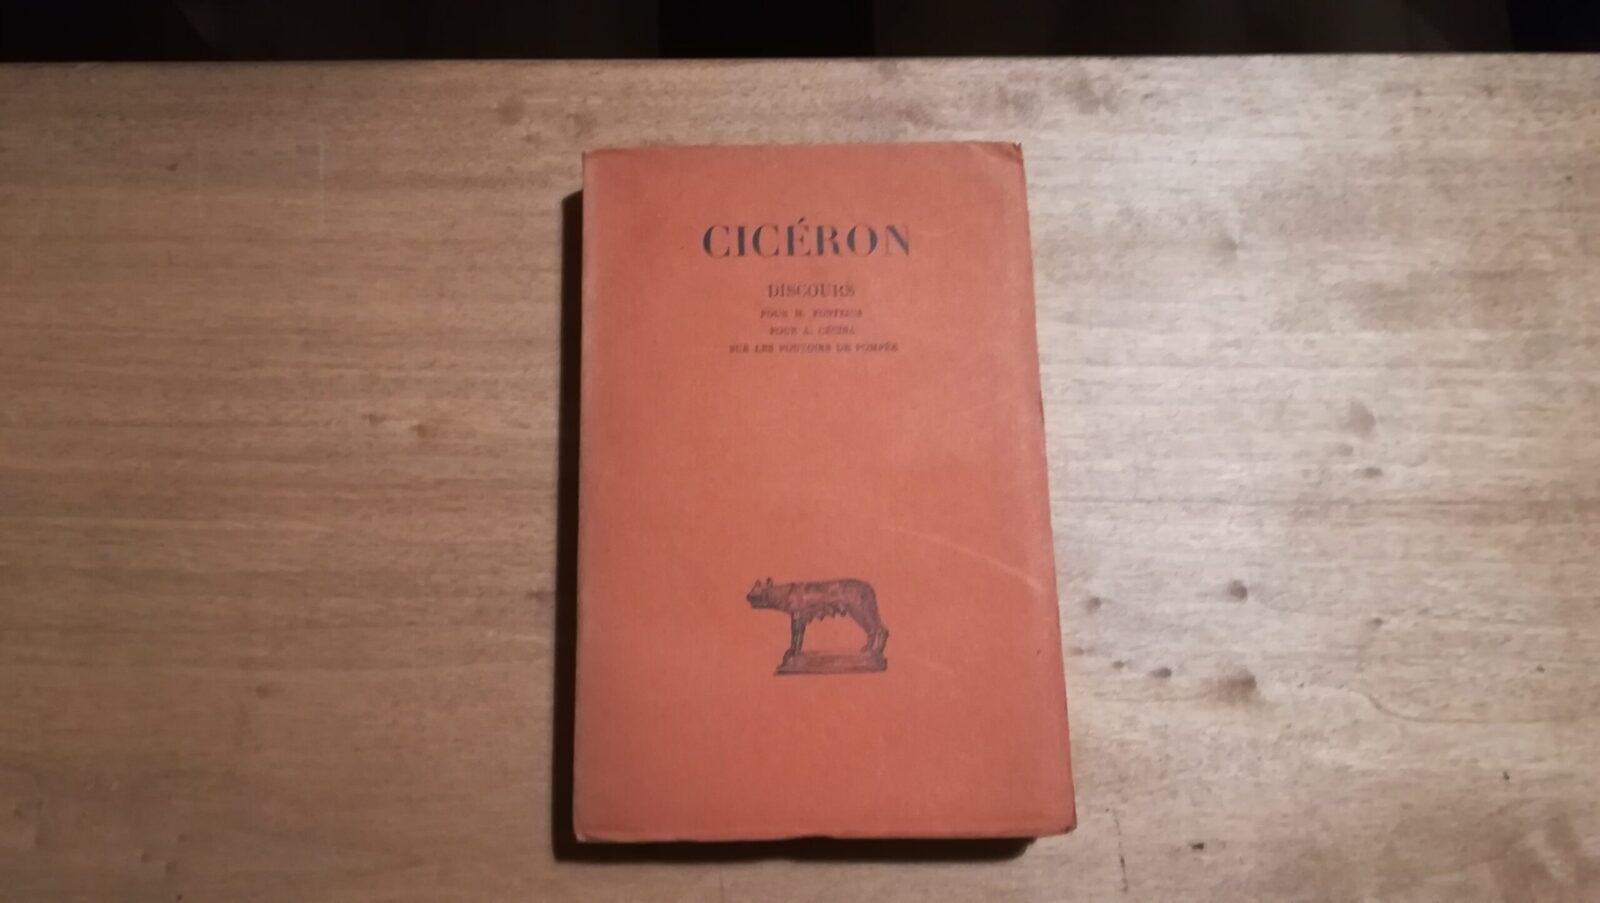 CICÉRON
DISCOURS
POUR M. FONTEIUS
POUR A. CÉCINA
SUR LES POUVOIRS DE POMPÉE